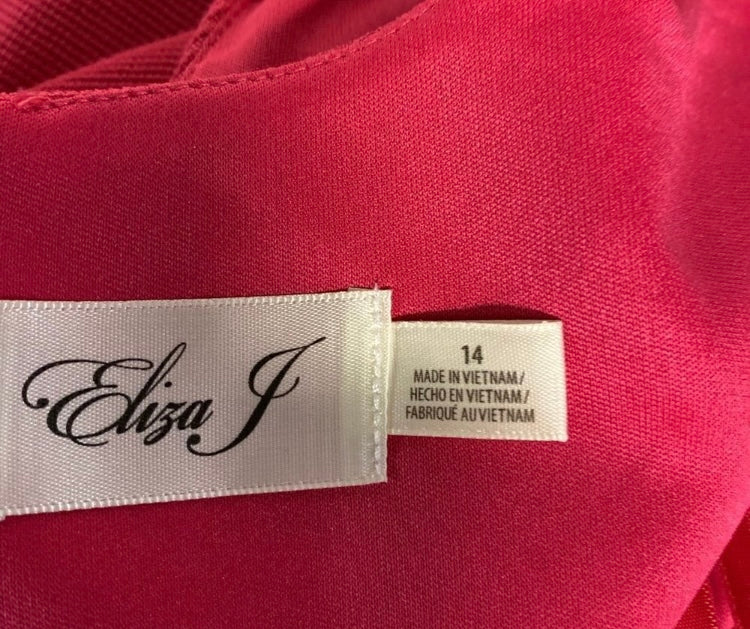 Eliza J
14
MADE IN VIETNAM/
HECHO EN VIETNAM/
FABRIQUÉ AU VIETNAM